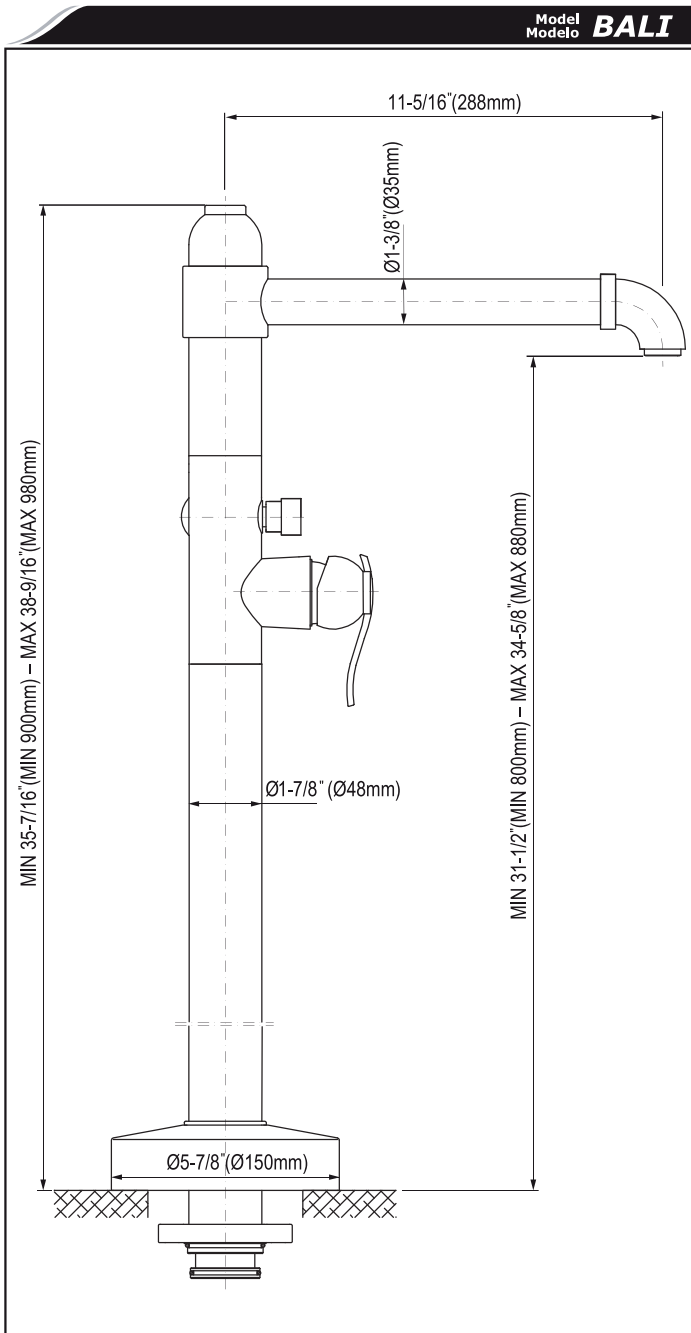 Model
Modelo BALI
11-5/16"(288mm)
Ø1-3/8"(Ø35mm)
MIN 35-7/16"(MIN 900mm) – MAX 38-9/16"(MAX 980mm)
MIN 31-1/2"(MIN 800mm) – MAX 34-5/8"(MAX 880mm)
Ø1-7/8" (Ø48mm)
Ø5-7/8"(Ø150mm)